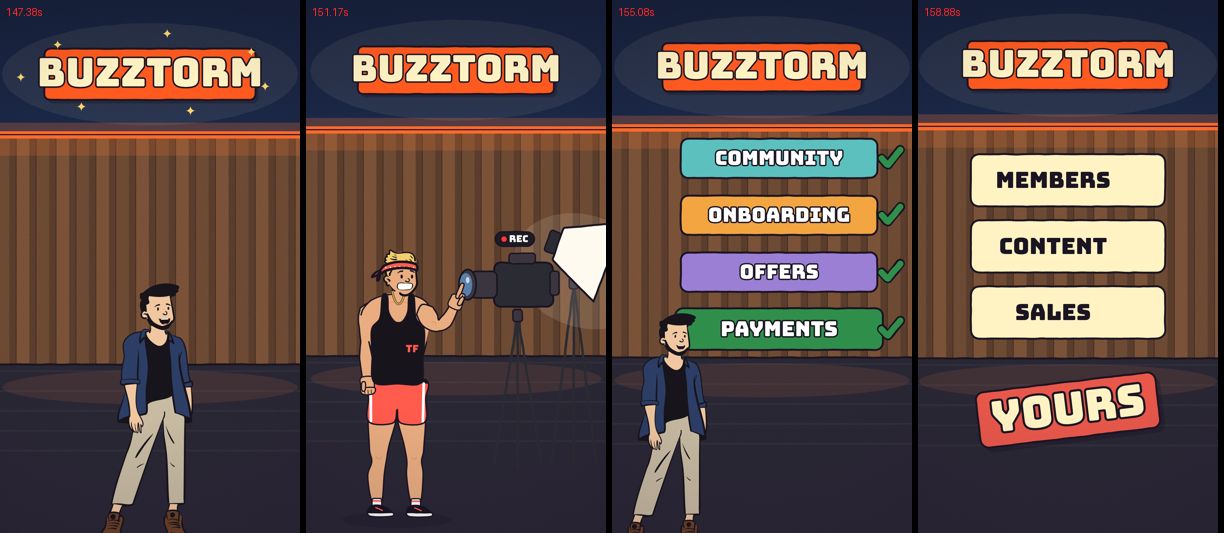 147.38s
BUZZTORM
151.17s
BUZZTORM
REC
TF
155.08s
BUZZTORM
COMMUNITY
ONBOARDING
OFFERS
PAYMENTS
158.88s
BUZZTORM
MEMBERS
CONTENT
SALES
YOURS